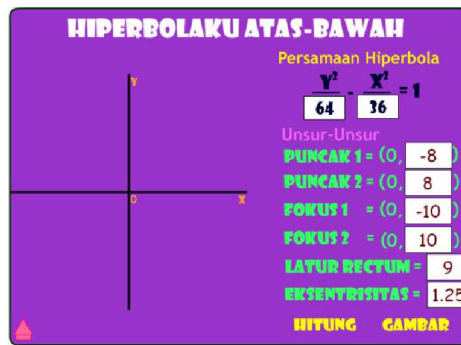 HIPERBOLAKU ATAS-BAWAH
Persamaan Hiperbola
Y² / 64 - X² / 36 = 1
Unsur-Unsur
PUNCAK 1 = (0, -8)
PUNCAK 2 = (0, 8)
FOKUS 1 = (0, -10)
FOKUS 2 = (0, 10)
LATUR RECTUM = 9
EKSENTRISITAS = 1.25
HITUNG GAMBAR
Y
O
X